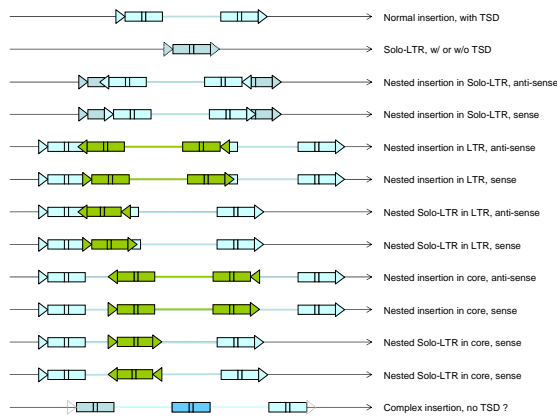 Normal insertion, with TSD
Solo-LTR, w/ or w/o TSD
Nested insertion in Solo-LTR, anti-sense
Nested insertion in Solo-LTR, sense
Nested insertion in LTR, anti-sense
Nested insertion in LTR, sense
Nested Solo-LTR in LTR, anti-sense
Nested Solo-LTR in LTR, sense
Nested insertion in core, anti-sense
Nested insertion in core, sense
Nested Solo-LTR in core, sense
Nested Solo-LTR in core, sense
Complex insertion, no TSD ?